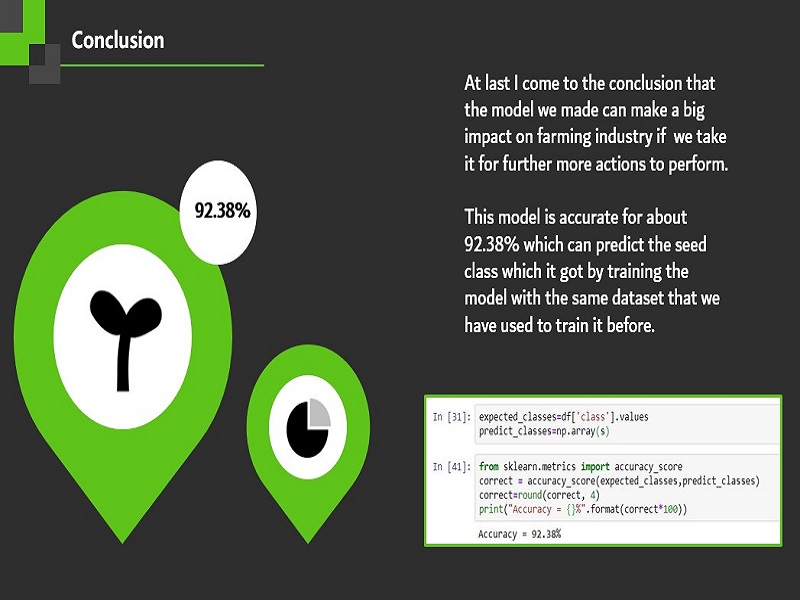 Conclusion
At last I come to the conclusion that
the model we made can make a big
impact on farming industry if we take
it for further more actions to perform.
This model is accurate for about
92.38% which can predict the seed
class which it got by training the
model with the same dataset that we
have used to train it before.
92.38%
In [31]: expected_classes=df['class'].values
predict_classes=np.array(s)
In [41]: from sklearn.metrics import accuracy_score
correct = accuracy_score(expected_classes,predict_classes)
correct=round(correct, 4)
print("Accuracy = {}%".format(correct*100))
Accuracy = 92.38%